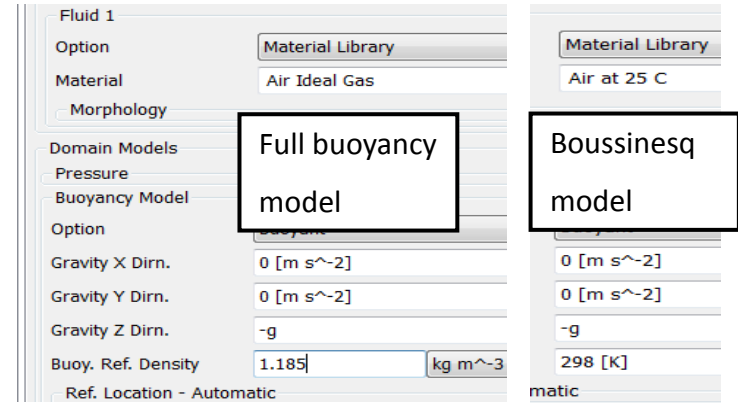 Fluid 1
Option Material Library Material Library
Material Air Ideal Gas Air at 25 C
Morphology
Domain Models
Full buoyancy
model
Boussinesq
model
Pressure
Buoyancy Model
Option
Gravity X Dirn. 0 [m s^-2] 0 [m s^-2]
Gravity Y Dirn. 0 [m s^-2] 0 [m s^-2]
Gravity Z Dirn. -g -g
Buoy. Ref. Density 1.185 kg m^-3 298 [K]
Ref. Location - Automatic matic